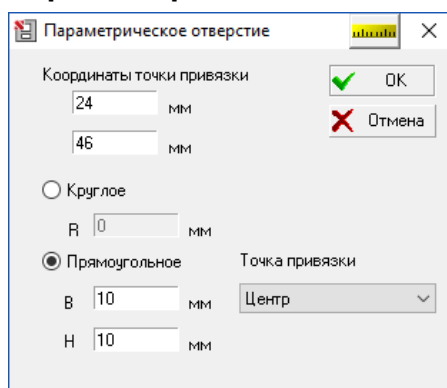 Параметрическое отверстие
Координаты точки привязки
24 мм
46 мм
OK
Отмена
Круглое
R 0 мм
Прямоугольное
B 10 мм
H 10 мм
Точка привязки
Центр